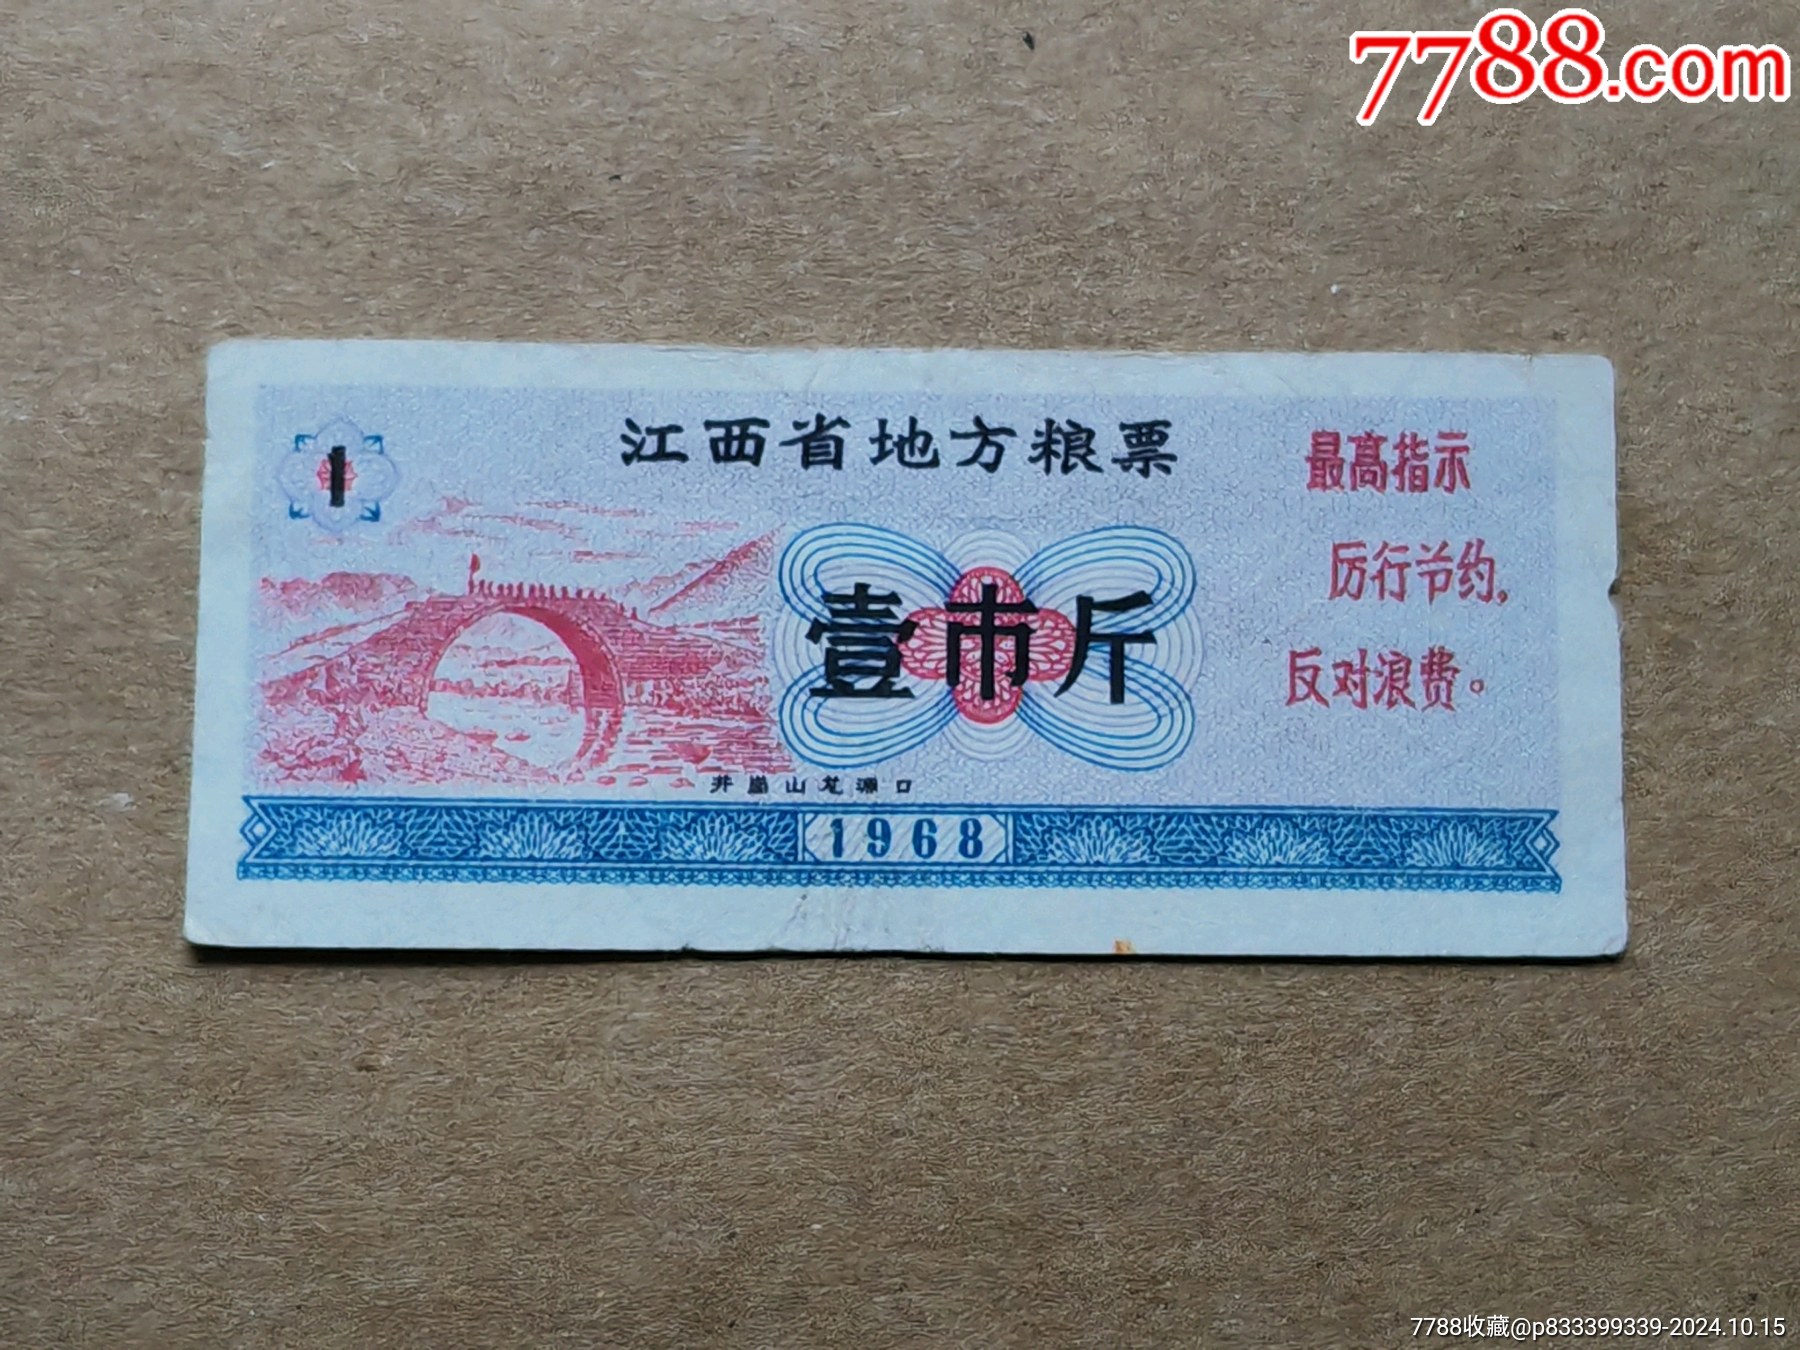 7788.com
江西省地方粮票
1
最高指示
厉行节约,
反对浪费。
壹市斤
井崗山龙源口
1968
7788收藏@p833399339-2024.10.15